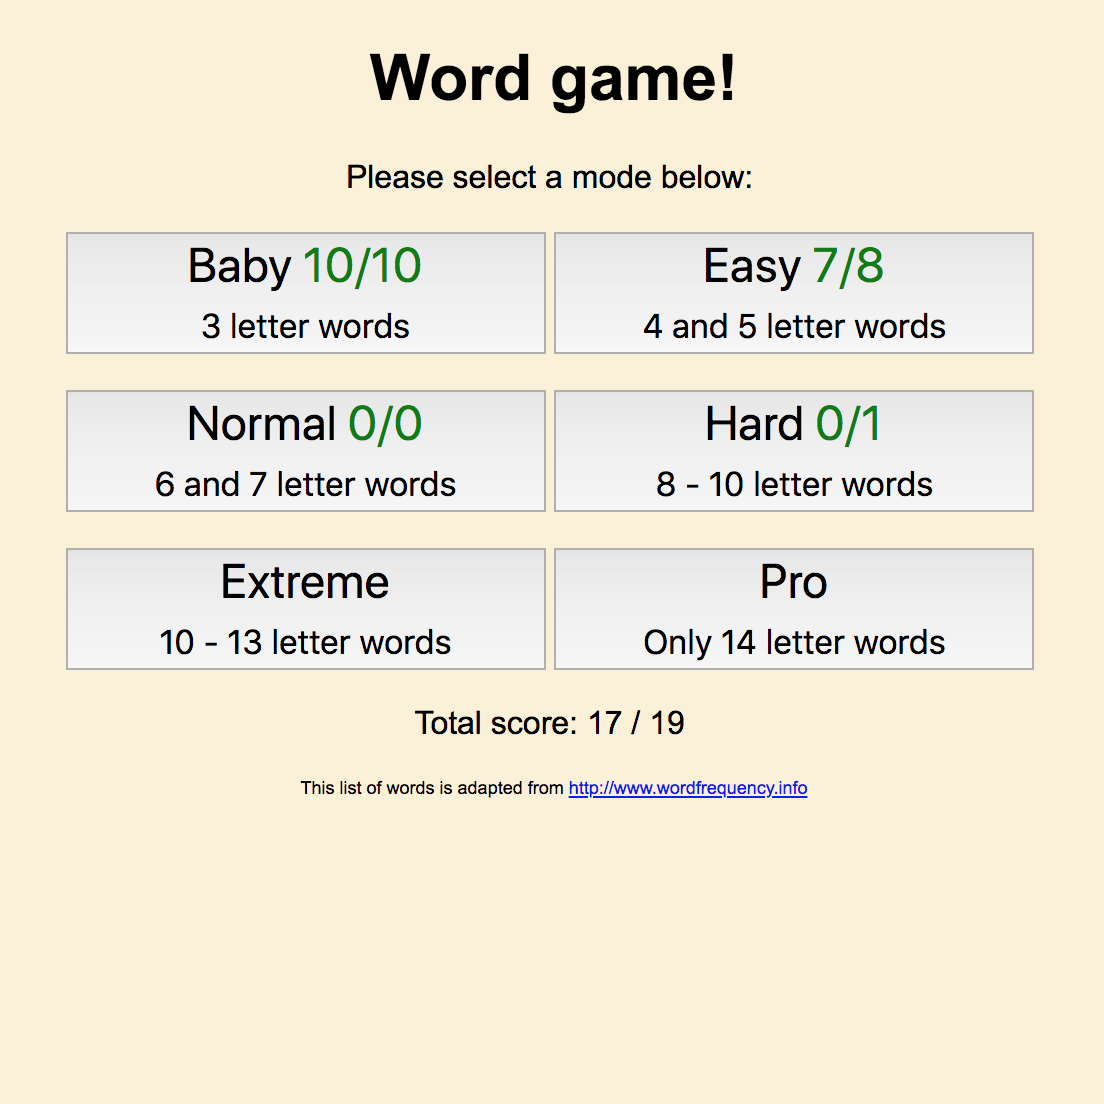 Word game!
Please select a mode below:
Baby 10/10
3 letter words
Easy 7/8
4 and 5 letter words
Normal 0/0
6 and 7 letter words
Hard 0/1
8 - 10 letter words
Extreme
10 - 13 letter words
Pro
Only 14 letter words
Total score: 17 / 19
This list of words is adapted from http://www.wordfrequency.info